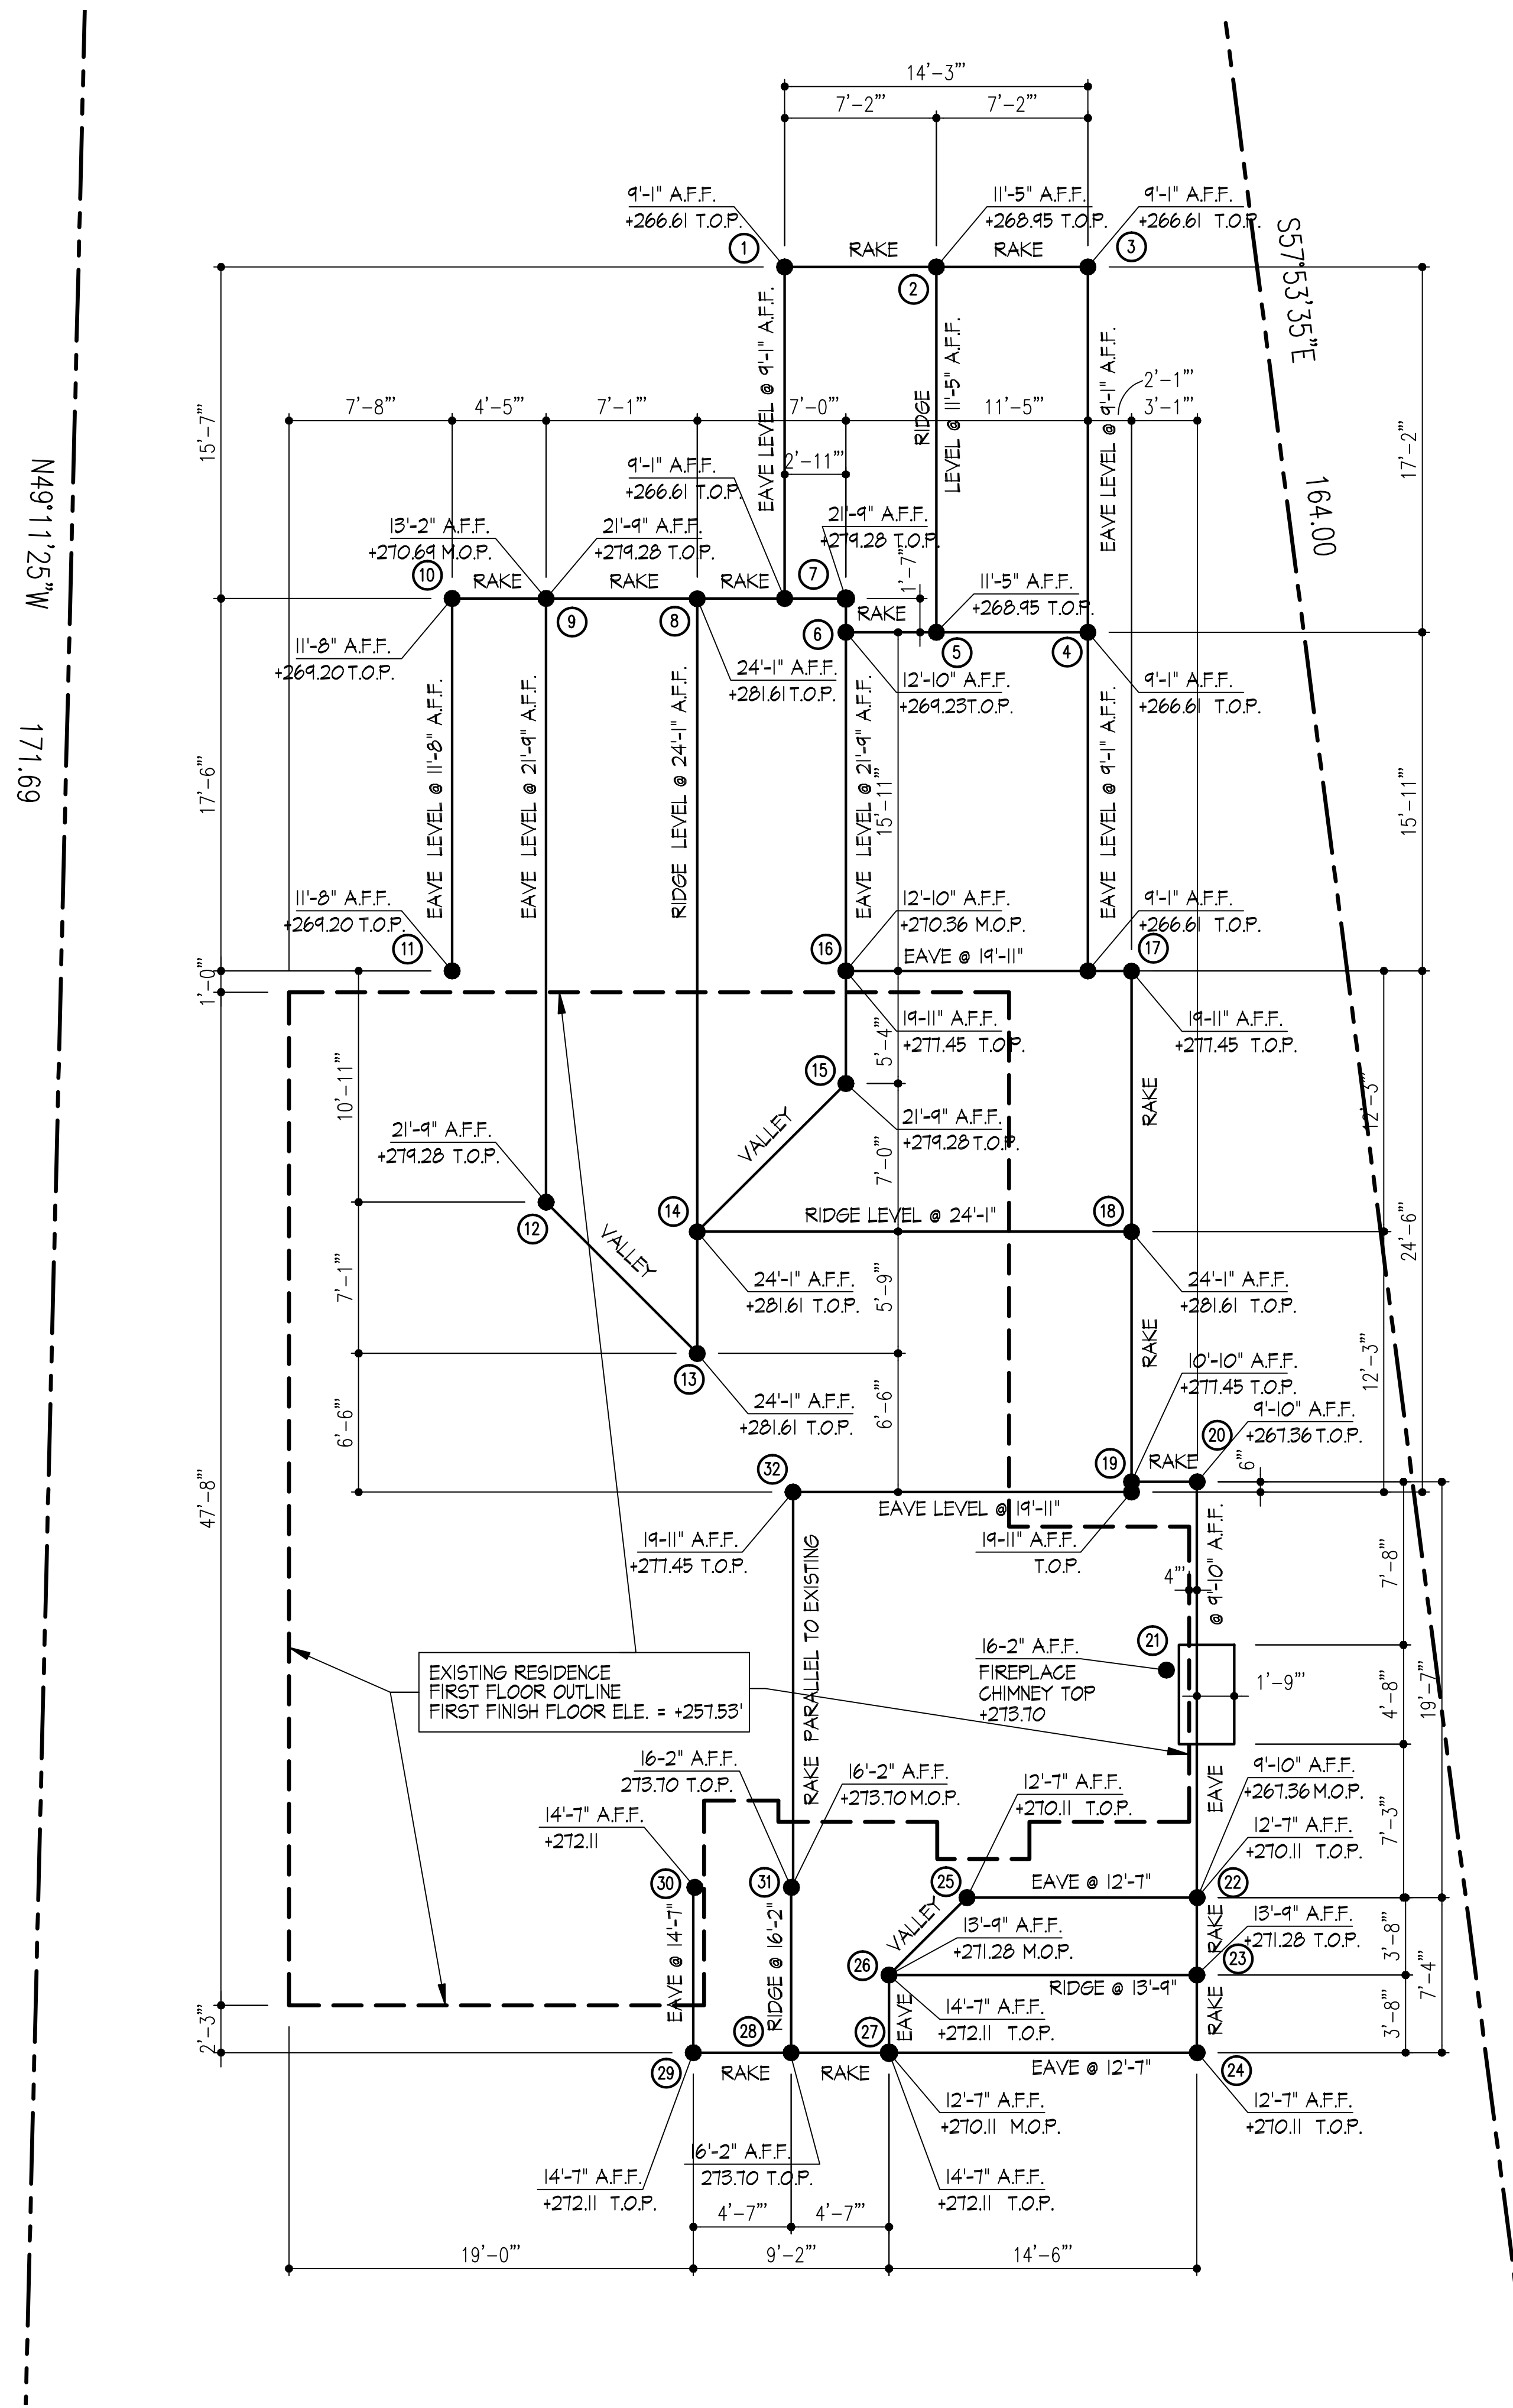 14'-3"'
7'-2"'
7'-2"'
9'-1" A.F.F.
+266.61 T.O.P.
11'-5" A.F.F.
+268.95 T.O.P.
9'-1" A.F.F.
+266.61 T.O.P.
S57°53'35"E
164.00
1
RAKE
2
RAKE
3
EAVE LEVEL @ 9'-1" A.F.F.
RIDGE
LEVEL @ 11'-5" A.F.F.
EAVE LEVEL @ 9'-1" A.F.F.
15'-7"'
17'-2"'
2'-1"'
7'-8"'
4'-5"'
7'-1"'
7'-0"'
11'-5"'
3'-1"'
2'-11"'
N49°11'25"W
171.69
9'-1" A.F.F.
+266.61 T.O.P.
13'-2" A.F.F.
+270.69 M.O.P.
21'-9" A.F.F.
+279.28 T.O.P.
21'-9" A.F.F.
+279.28 T.O.P.
1'-7"'
10
RAKE
9
RAKE
8
RAKE
7
RAKE
6
5
4
11'-5" A.F.F.
+268.95 T.O.P.
11'-8" A.F.F.
+269.20 T.O.P.
24'-1" A.F.F.
+281.61 T.O.P.
12'-10" A.F.F.
+269.23T.O.P.
9'-1" A.F.F.
+266.61 T.O.P.
17'-6"'
EAVE LEVEL @ 11'-8" A.F.F.
EAVE LEVEL @ 21'-9" A.F.F.
RIDGE LEVEL @ 24'-1" A.F.F.
EAVE LEVEL @ 21'-9" A.F.F.
15'-11"'
EAVE LEVEL @ 9'-1" A.F.F.
15'-11"'
11'-8" A.F.F.
+269.20 T.O.P.
11
12'-10" A.F.F.
+270.36 M.O.P.
9'-1" A.F.F.
+266.61 T.O.P.
16
EAVE @ 19'-11"
17
1'-0"'
19-11" A.F.F.
+277.45 T.O.P.
19-11" A.F.F.
+277.45 T.O.P.
5'-4"'
10'-11"'
15
RAKE
12'-3"'
21'-9" A.F.F.
+279.28 T.O.P.
21'-9" A.F.F.
+279.28 T.O.P.
VALLEY
7'-0"'
12
14
RIDGE LEVEL @ 24'-1"
18
24'-6"'
VALLEY
7'-1"'
24'-1" A.F.F.
+281.61 T.O.P.
5'-9"'
24'-1" A.F.F.
+281.61 T.O.P.
RAKE
12'-3"'
13
10'-10" A.F.F.
+277.45 T.O.P.
24'-1" A.F.F.
+281.61 T.O.P.
6'-6"'
6'-6"'
9'-10" A.F.F.
+267.36 T.O.P.
20
32
19
RAKE
6"'
47'-8"'
EAVE LEVEL @ 19'-11"
19-11" A.F.F.
+277.45 T.O.P.
19-11" A.F.F.
T.O.P.
@ 9'-10" A.F.F.
4"'
7'-8"'
RAKE PARALLEL TO EXISTING
21
16-2" A.F.F.
FIREPLACE
CHIMNEY TOP
+273.70
1'-9"'
4'-8"'
19'-7"'
EXISTING RESIDENCE
FIRST FLOOR OUTLINE
FIRST FINISH FLOOR ELE. = +257.53'
16-2" A.F.F.
273.70 T.O.P.
16'-2" A.F.F.
+273.70 M.O.P.
12'-7" A.F.F.
+270.11 T.O.P.
EAVE
9'-10" A.F.F.
+267.36 M.O.P.
14'-7" A.F.F.
+272.11
12'-7" A.F.F.
+270.11 T.O.P.
7'-3"'
30
31
25
EAVE @ 12'-7"
22
EAVE @ 14'-7"
RIDGE @ 16'-2"
VALLEY
13'-9" A.F.F.
+271.28 M.O.P.
RAKE
13'-9" A.F.F.
+271.28 T.O.P.
3'-8"'
26
23
RIDGE @ 13'-9"
7'-4"'
2'-3"'
EAVE
14'-7" A.F.F.
+272.11 T.O.P.
RAKE
3'-8"'
28
27
29
RAKE
RAKE
EAVE @ 12'-7"
24
12'-7" A.F.F.
+270.11 M.O.P.
12'-7" A.F.F.
+270.11 T.O.P.
16'-2" A.F.F.
273.70 T.O.P.
14'-7" A.F.F.
+272.11 T.O.P.
14'-7" A.F.F.
+272.11 T.O.P.
4'-7"'
4'-7"'
19'-0"'
9'-2"'
14'-6"'